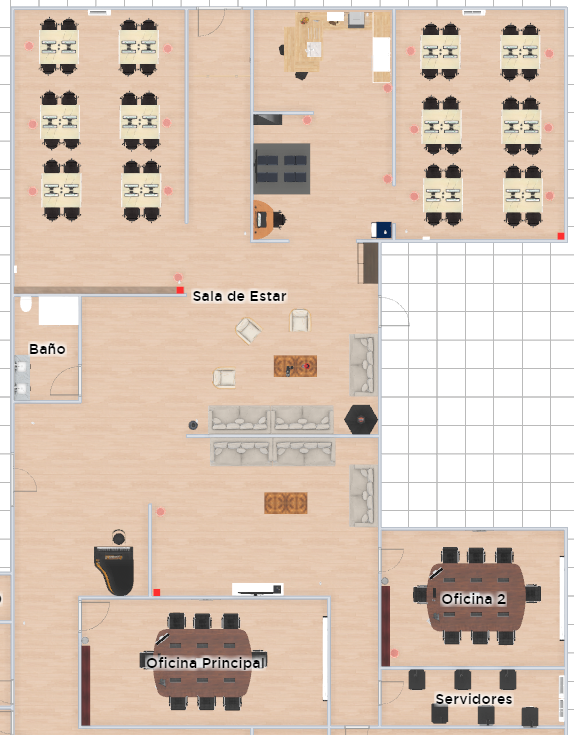 Sala de Estar
Baño
Oficina 2
Oficina Principal
Servidores